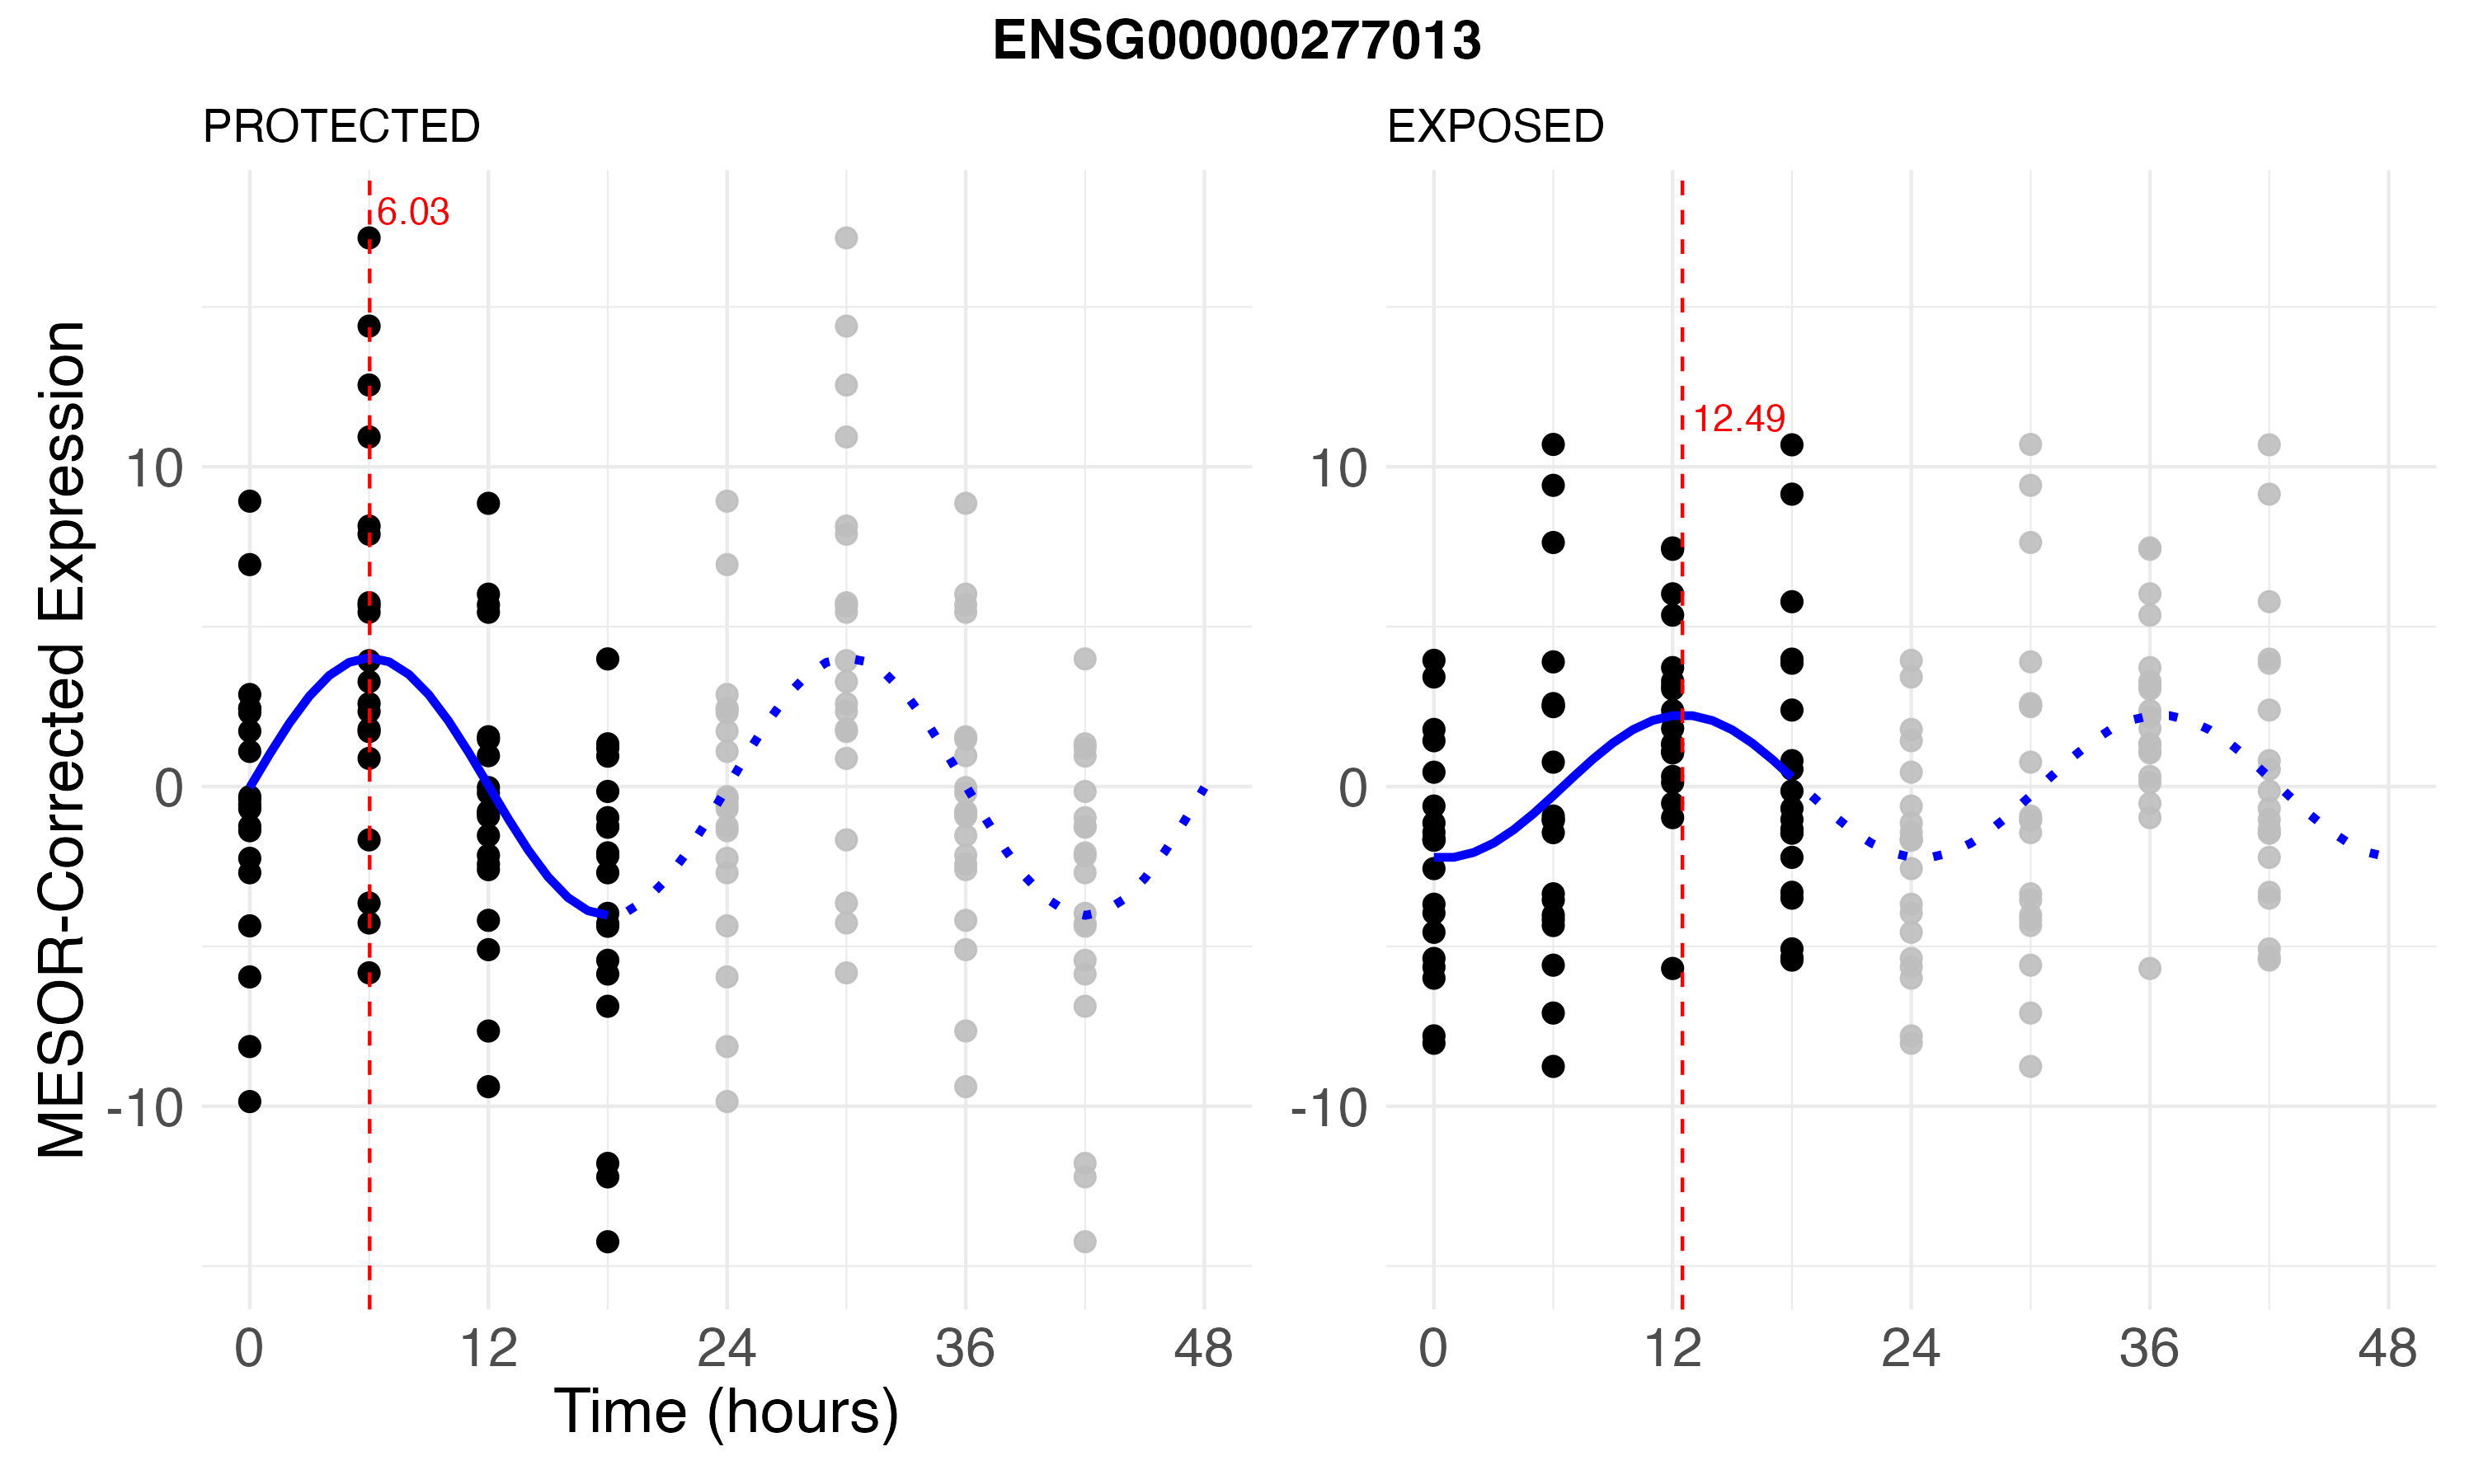 ENSG00000277013
PROTECTED
EXPOSED
6.03
12.49
MESOR-Corrected Expression
10
0
-10
10
0
-10
0 12 24 36 48
0 12 24 36 48
Time (hours)